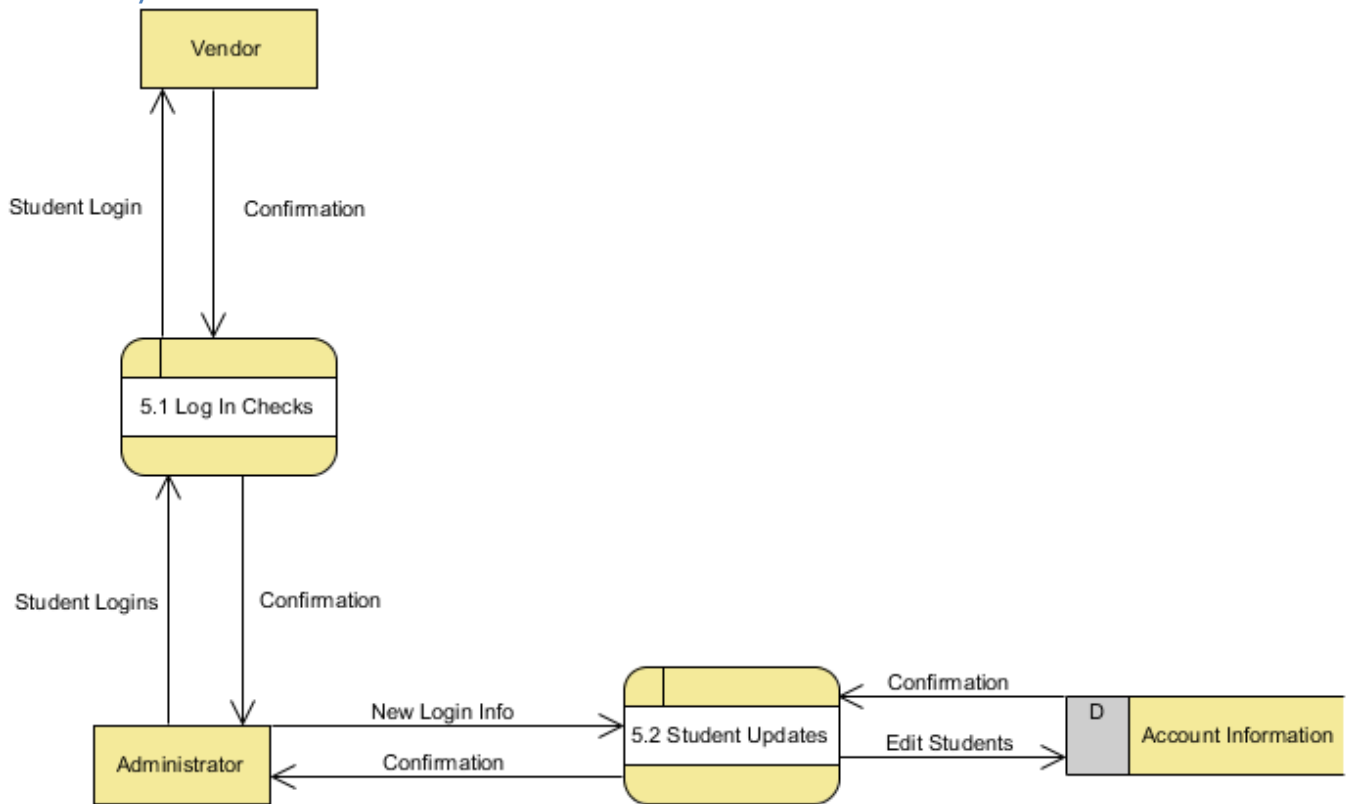 Vendor
Student Login
Confirmation
5.1 Log In Checks
Student Logins
Confirmation
Administrator
New Login Info
Confirmation
5.2 Student Updates
Confirmation
Edit Students
D
Account Information